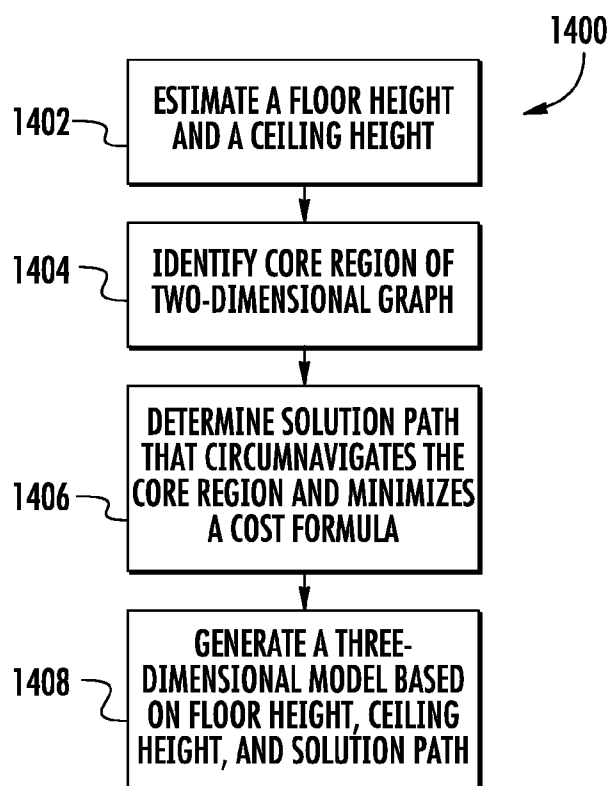 1400
1402
ESTIMATE A FLOOR HEIGHT
AND A CEILING HEIGHT
1404
IDENTIFY CORE REGION OF
TWO-DIMENSIONAL GRAPH
1406
DETERMINE SOLUTION PATH
THAT CIRCUMNAVIGATES THE
CORE REGION AND MINIMIZES
A COST FORMULA
1408
GENERATE A THREE-
DIMENSIONAL MODEL BASED
ON FLOOR HEIGHT, CEILING
HEIGHT, AND SOLUTION PATH